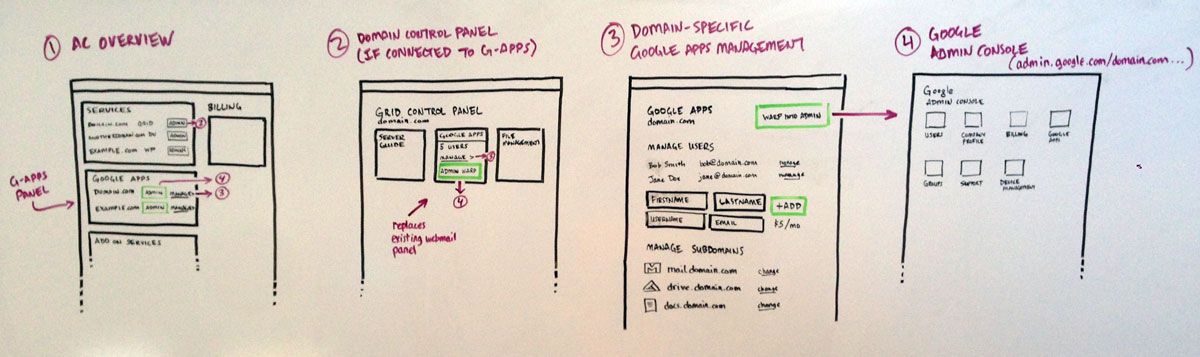 1 AC OVERVIEW
SERVICES
BILLING
DOMAIN.COM GRID ADMIN 2
ANOTHERDOMAIN.COM DV ADMIN
EXAMPLE.COM WP ADMIN
G-APPS
PANEL
GOOGLE APPS 4
DOMAIN.COM ADMIN MANAGE 3
EXAMPLE.COM ADMIN MANAGE
ADD ON SERVICES
2 DOMAIN CONTROL PANEL
(IF CONNECTED TO G-APPS)
GRID CONTROL PANEL
domain.com
SERVER
GUIDE
GOOGLE APPS
5 USERS
MANAGE > 3
ADMIN WARP
4
FILE
MANAGEMENT
replaces
existing webmail
panel
3 DOMAIN-SPECIFIC
GOOGLE APPS MANAGEMENT
GOOGLE APPS
domain.com
WARP INTO ADMIN
MANAGE USERS
Bob Smith bob@domain.com manage
Jane Doe jane@domain.com manage
FIRSTNAME LASTNAME +ADD
USERNAME EMAIL $5/mo
MANAGE SUBDOMAINS
mail.domain.com change
drive.domain.com change
docs.domain.com change
4 GOOGLE
ADMIN CONSOLE
(admin.google.com/domain.com...)
Google
ADMIN CONSOLE
USERS COMPANY PROFILE BILLING GOOGLE APPS
GROUPS SUPPORT DEVICE MANAGEMENT